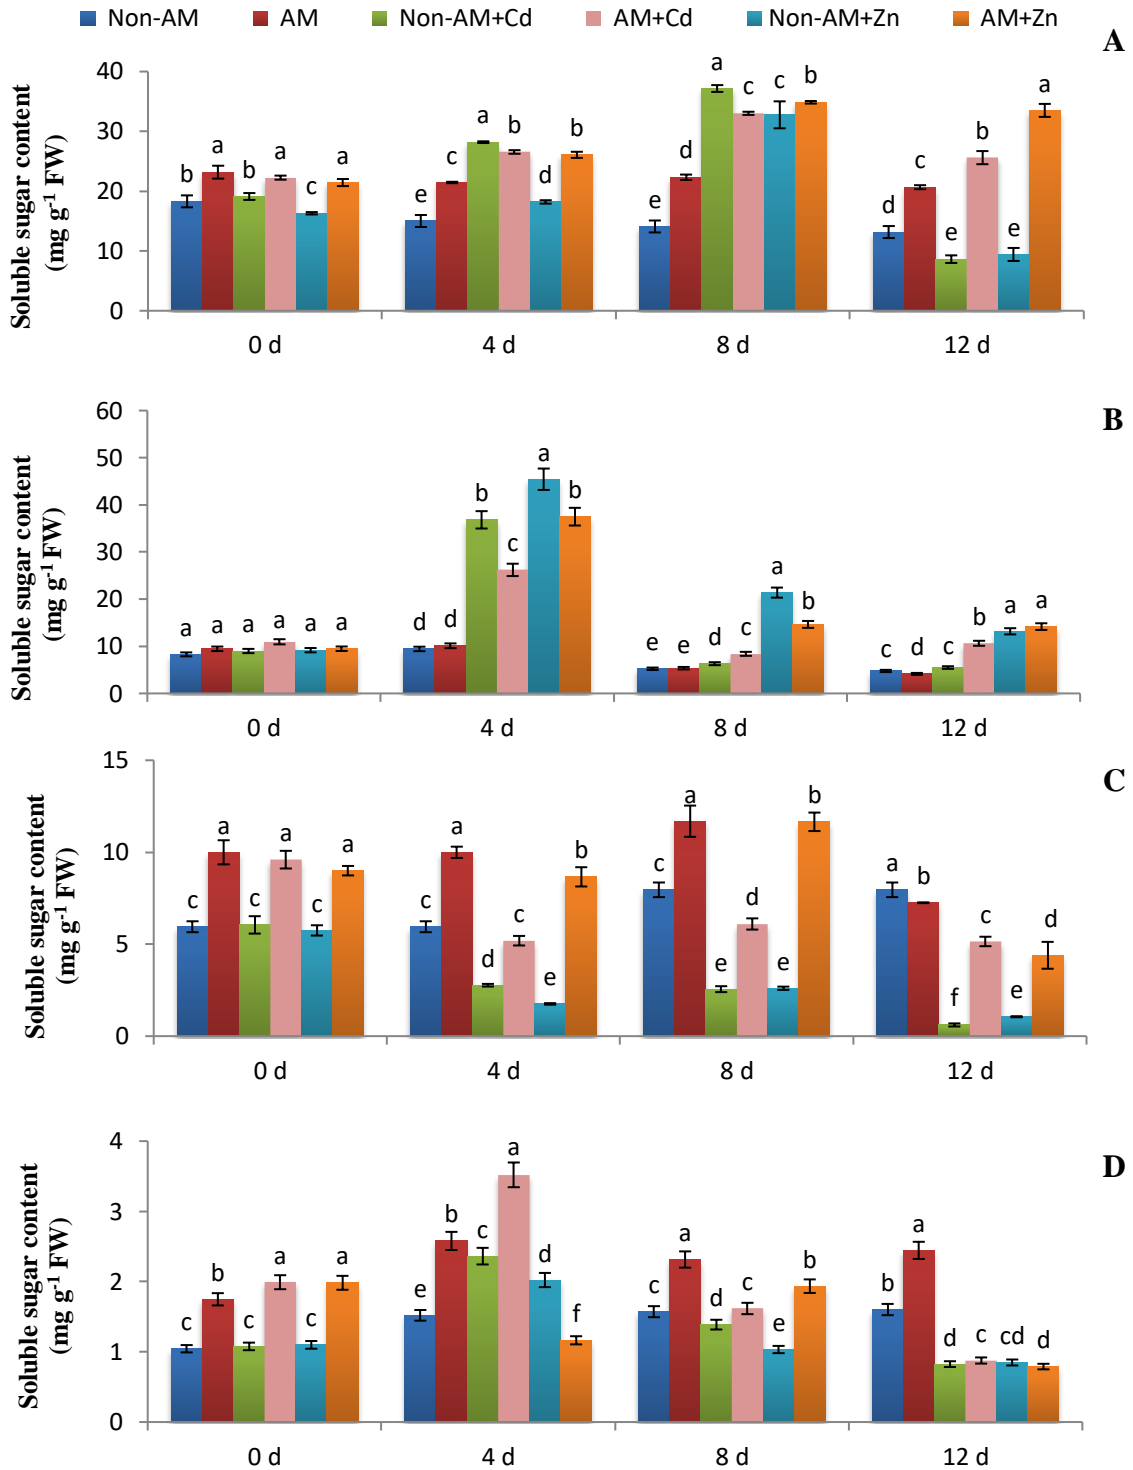 Non-AM AM Non-AM+Cd AM+Cd Non-AM+Zn AM+Zn
A
Soluble sugar content
(mg g-1 FW)
40
30
20
10
0
b a b a c a
e c a b d b
e d a c c b
d c e b e a
0 d 4 d 8 d 12 d
B
Soluble sugar content
(mg g-1 FW)
60
50
40
30
20
10
0
a a a a a a
d d b c a b
e e d c a b
c d c b a a
0 d 4 d 8 d 12 d
C
Soluble sugar content
(mg g-1 FW)
15
10
5
0
c a c a c a
c a d c e b
c a e d e b
a b f c e d
0 d 4 d 8 d 12 d
D
Soluble sugar content
(mg g-1 FW)
4
3
2
1
0
c b c a c a
e b c a d f
c a d c e b
b a d c cd d
0 d 4 d 8 d 12 d